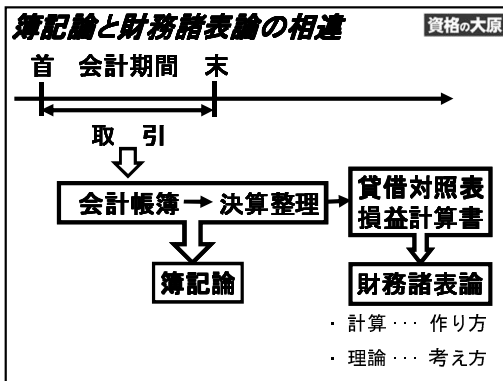 簿記論と財務諸表論の相違
資格の大原
首 会計期間 末
取 引
会計帳簿 → 決算整理
貸借対照表
損益計算書
簿記論
財務諸表論
・計算… 作り方
・理論… 考え方